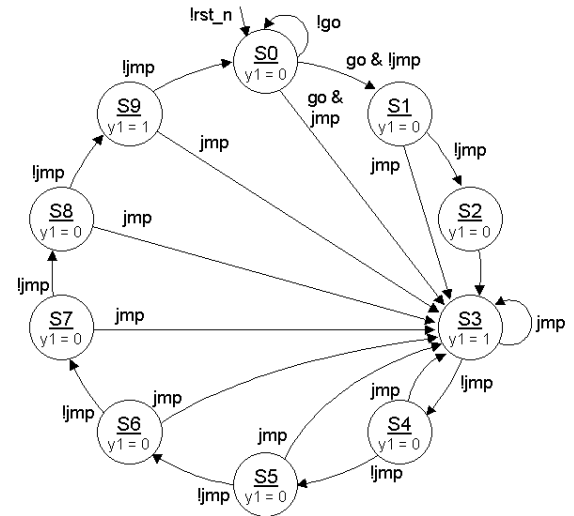 !rst_n
!go
S0
y1 = 0
!jmp
go & !jmp
S9
y1 = 1
go &
jmp
S1
y1 = 0
jmp
jmp
!jmp
!jmp
S8
y1 = 0
jmp
S2
y1 = 0
!jmp
S7
y1 = 0
jmp
S3
y1 = 1
jmp
!jmp
S6
y1 = 0
jmp
jmp
!jmp
S4
y1 = 0
jmp
!jmp
S5
y1 = 0
!jmp